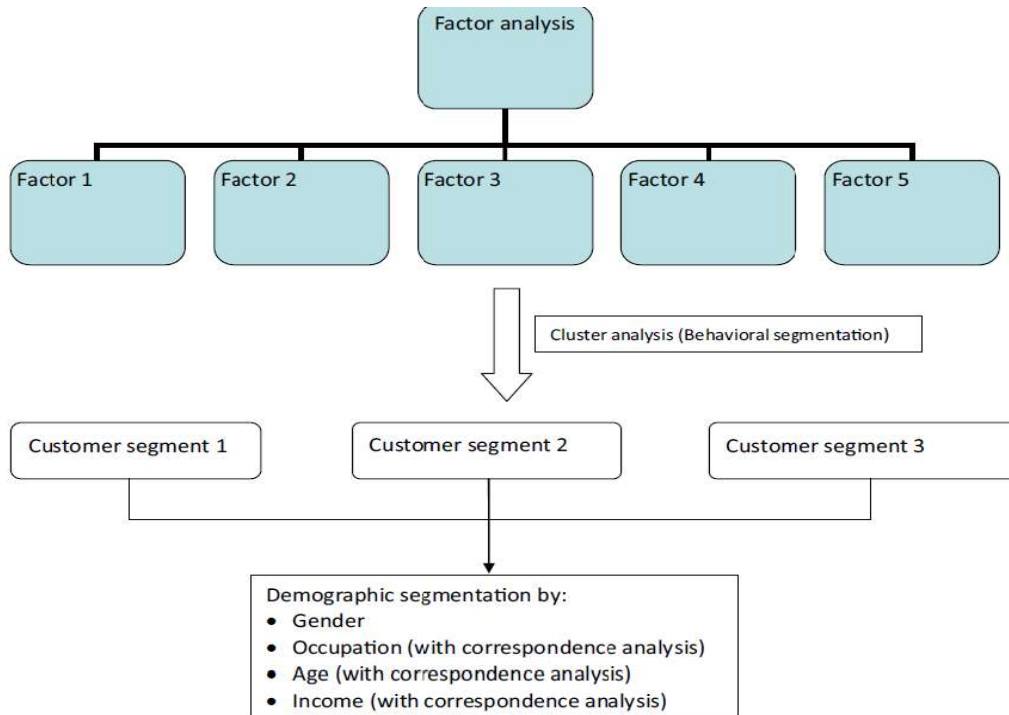 Factor analysis
Factor 1
Factor 2
Factor 3
Factor 4
Factor 5
Cluster analysis (Behavioral segmentation)
Customer segment 1
Customer segment 2
Customer segment 3
Demographic segmentation by:
• Gender
• Occupation (with correspondence analysis)
• Age (with correspondence analysis)
• Income (with correspondence analysis)